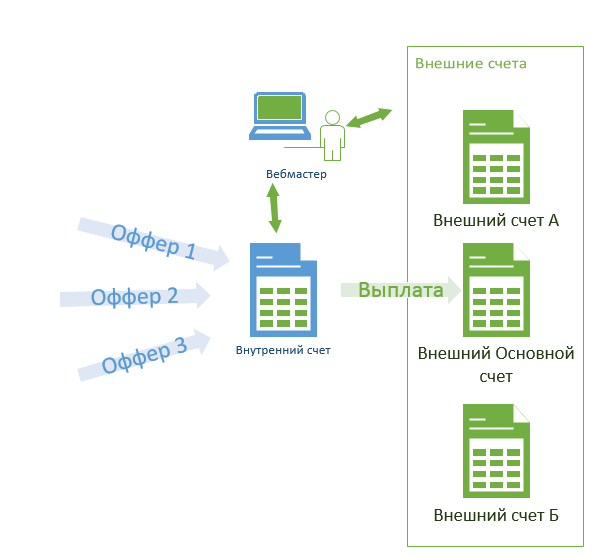 Внешние счета
Вебмастер
Внешний счет А
Оффер 1
Оффер 2
Оффер 3
Внутренний счет
Выплата
Внешний Основной
счет
Внешний счет Б